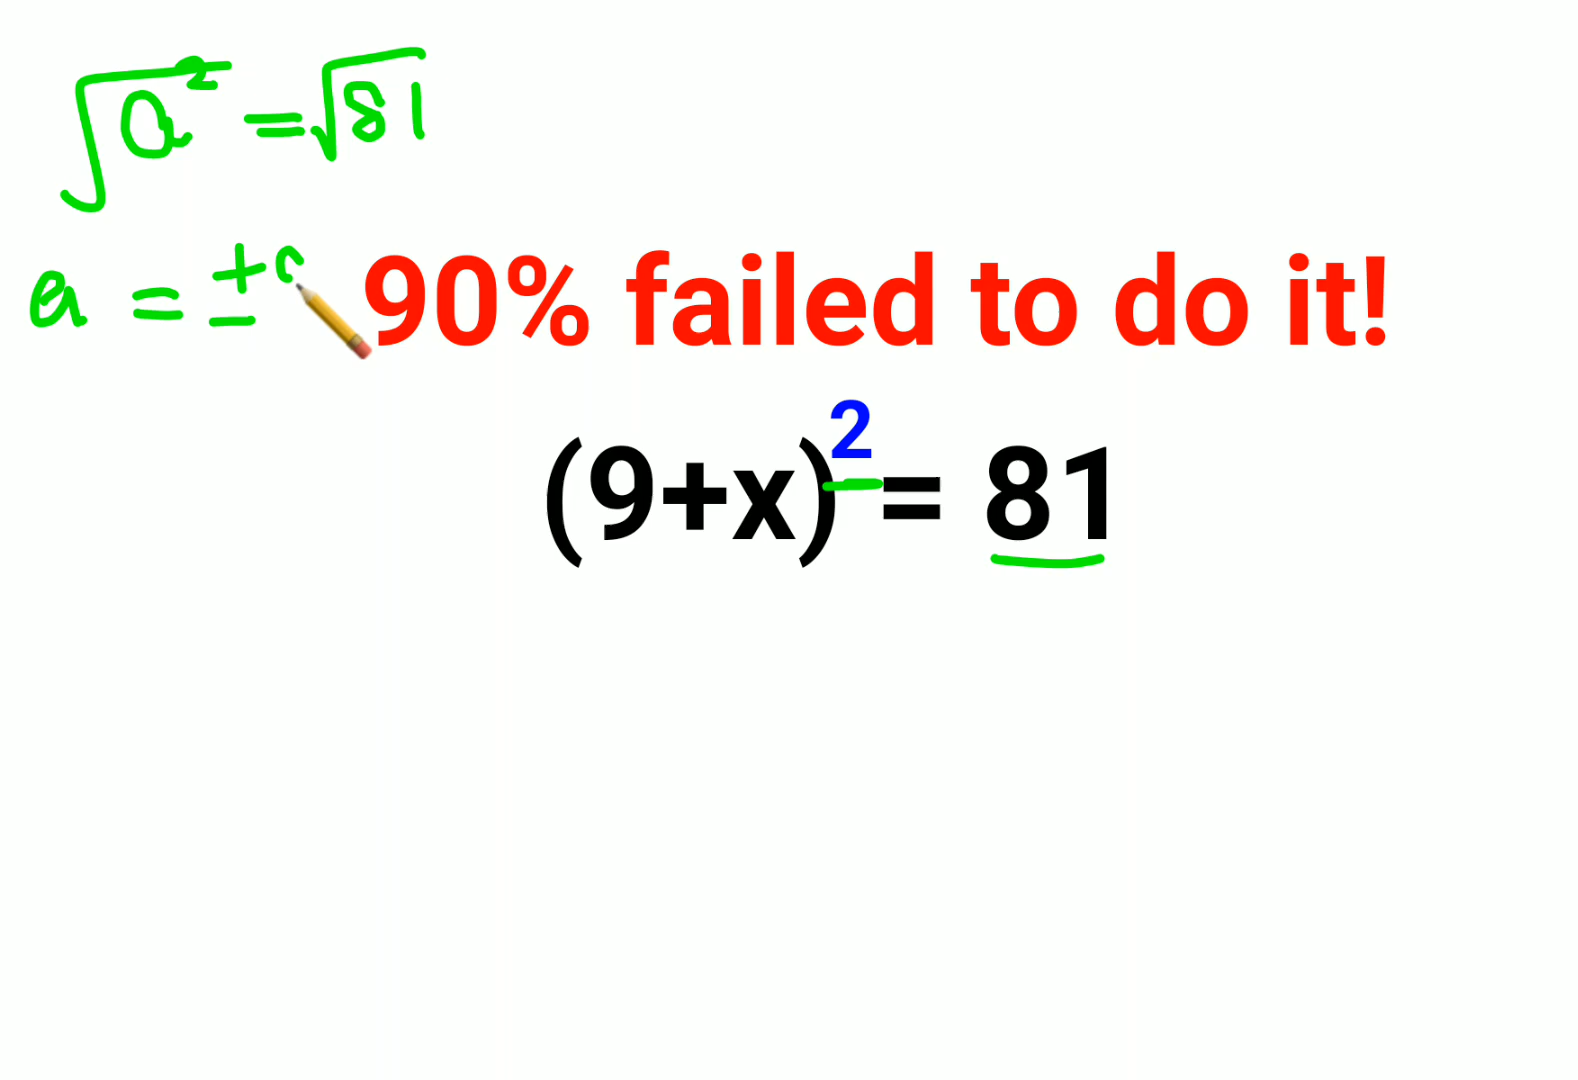 √a² = √81
a = ±
90% failed to do it!
(9+x)² = 81